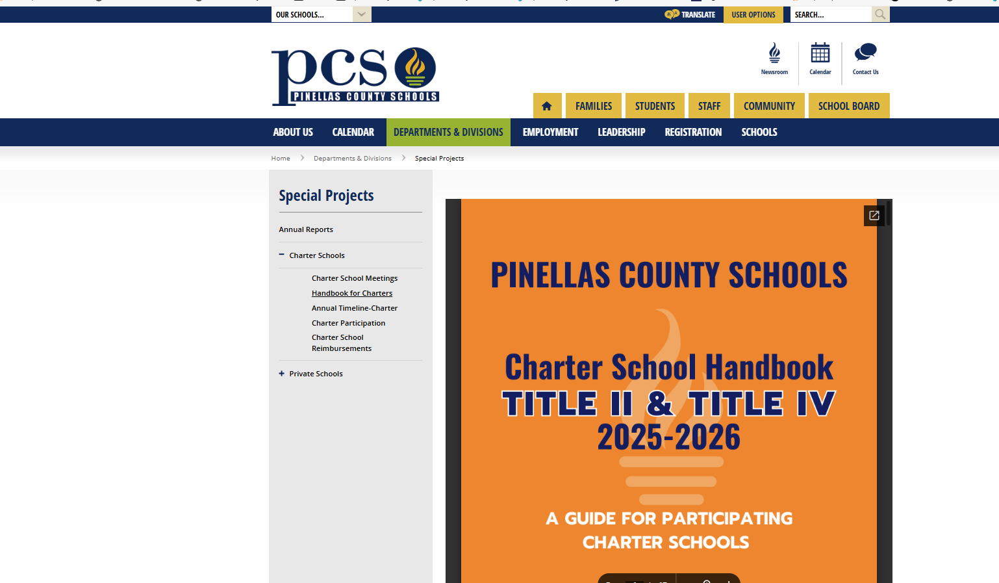 OUR SCHOOLS...
TRANSLATE
USER OPTIONS
SEARCH...
pcs
PINELLAS COUNTY SCHOOLS
Newsroom
Calendar
Contact Us
FAMILIES
STUDENTS
STAFF
COMMUNITY
SCHOOL BOARD
ABOUT US
CALENDAR
DEPARTMENTS & DIVISIONS
EMPLOYMENT
LEADERSHIP
REGISTRATION
SCHOOLS
Home
Departments & Divisions
Special Projects
Special Projects
Annual Reports
Charter Schools
Charter School Meetings
Handbook for Charters
Annual Timeline-Charter
Charter Participation
Charter School
Reimbursements
Private Schools
PINELLAS COUNTY SCHOOLS
Charter School Handbook
TITLE II & TITLE IV
2025-2026
A GUIDE FOR PARTICIPATING
CHARTER SCHOOLS